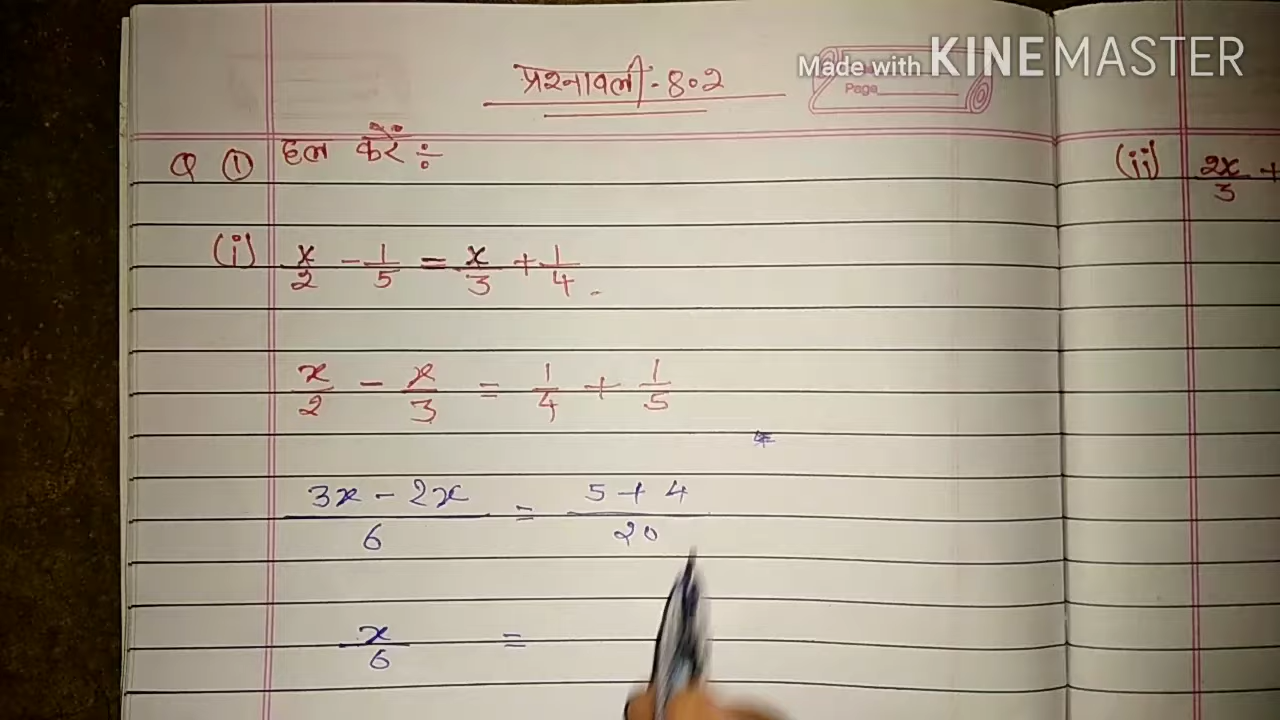 Made with KINEMASTER
Page
प्रश्नावली:- 8.2
Q ① हल करें ÷
(i) x/2 - 1/5 = x/3 + 1/4
x/2 - x/3 = 1/4 + 1/5
3x - 2x/6 = 5 + 4/20
x/6 =
(ii) 2x/3 +